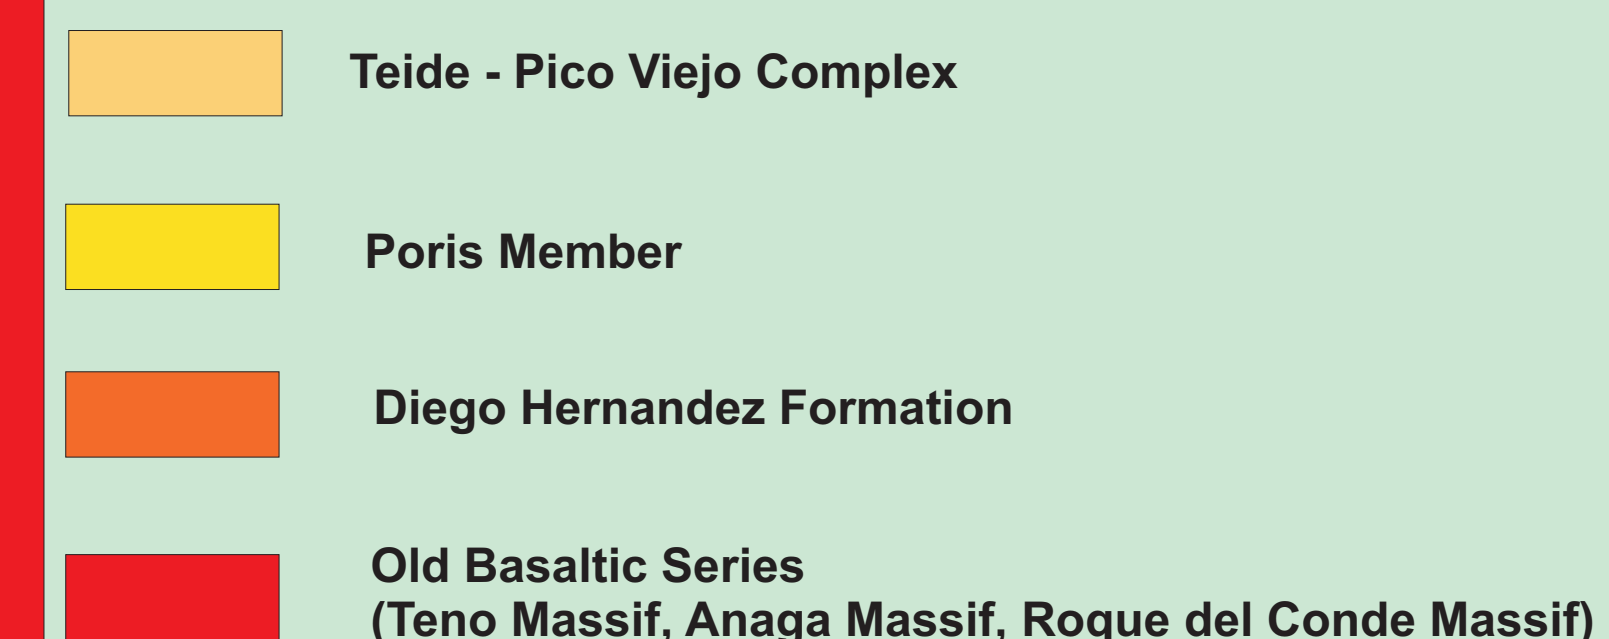 Teide - Pico Viejo Complex
Poris Member
Diego Hernandez Formation
Old Basaltic Series
(Teno Massif, Anaga Massif, Roque del Conde Massif)